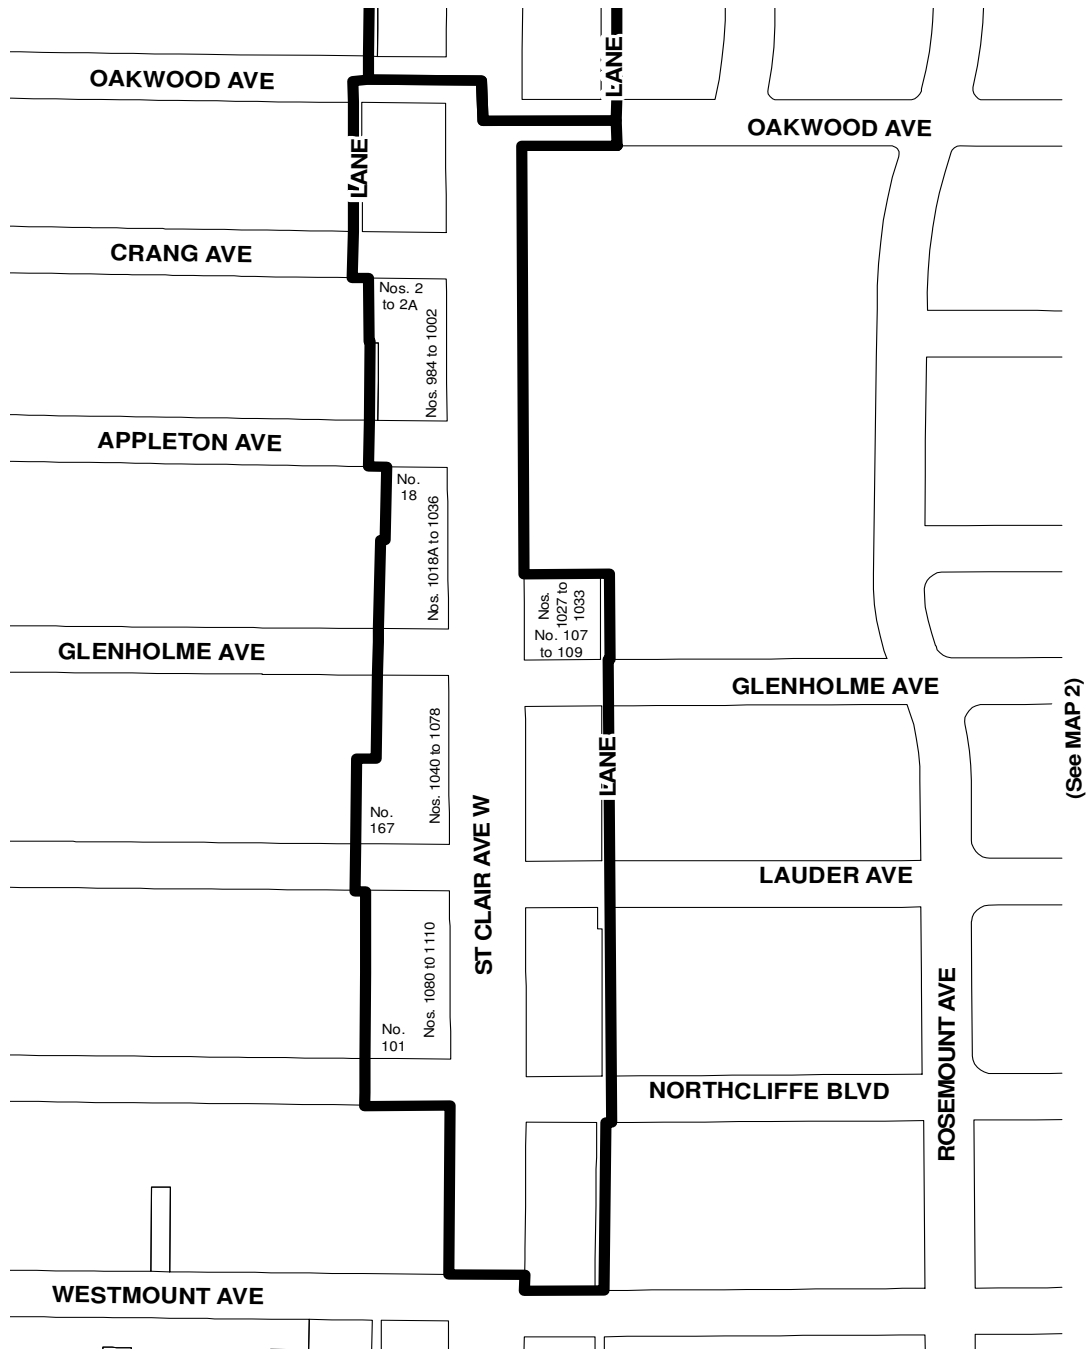 OAKWOOD AVE
LANE
OAKWOOD AVE
LANE
CRANG AVE
Nos. 2
to 2A
Nos. 984 to 1002
APPLETON AVE
No.
18
Nos. 1018A to 1036
Nos.
1027 to
1033
No. 107
to 109
GLENHOLME AVE
GLENHOLME AVE
(See MAP 2)
Nos. 1040 to 1078
LANE
No.
167
ST CLAIR AVE W
LAUDER AVE
Nos. 1080 to 1110
No.
101
ROSEMOUNT AVE
NORTHCLIFFE BLVD
WESTMOUNT AVE